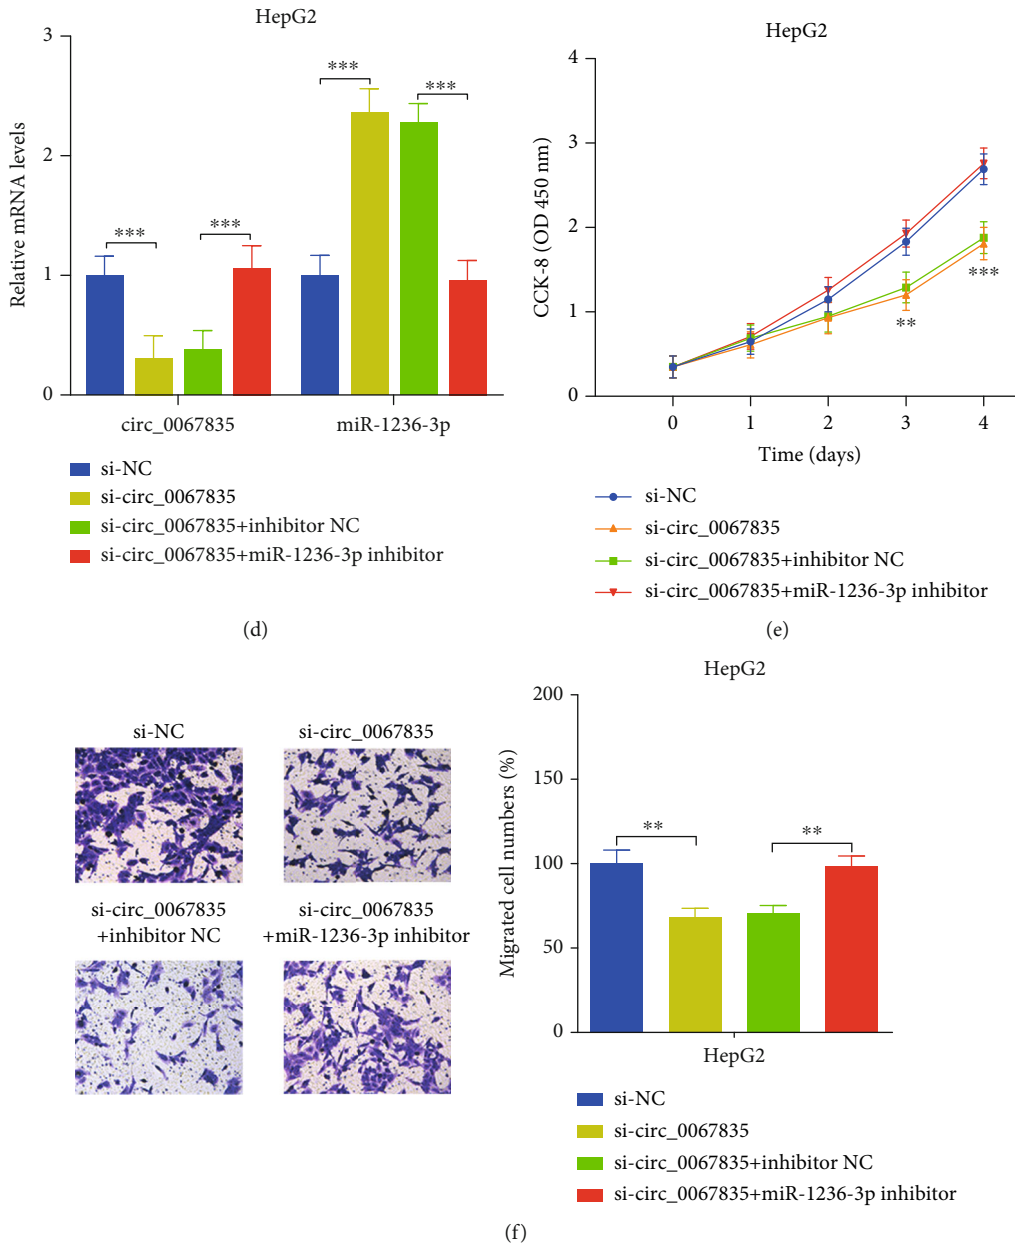 HepG2
Relative mRNA levels
3
2
1
0
***
***
***
***
circ_0067835
miR-1236-3p
si-NC
si-circ_0067835
si-circ_0067835+inhibitor NC
si-circ_0067835+miR-1236-3p inhibitor
(d)
HepG2
CCK-8 (OD 450 nm)
4
3
2
1
0
**
***
0 1 2 3 4
Time (days)
si-NC
si-circ_0067835
si-circ_0067835+inhibitor NC
si-circ_0067835+miR-1236-3p inhibitor
(e)
si-NC
si-circ_0067835
si-circ_0067835
+inhibitor NC
si-circ_0067835
+miR-1236-3p inhibitor
HepG2
Migrated cell numbers (%)
200
150
100
50
0
**
**
HepG2
si-NC
si-circ_0067835
si-circ_0067835+inhibitor NC
si-circ_0067835+miR-1236-3p inhibitor
(f)